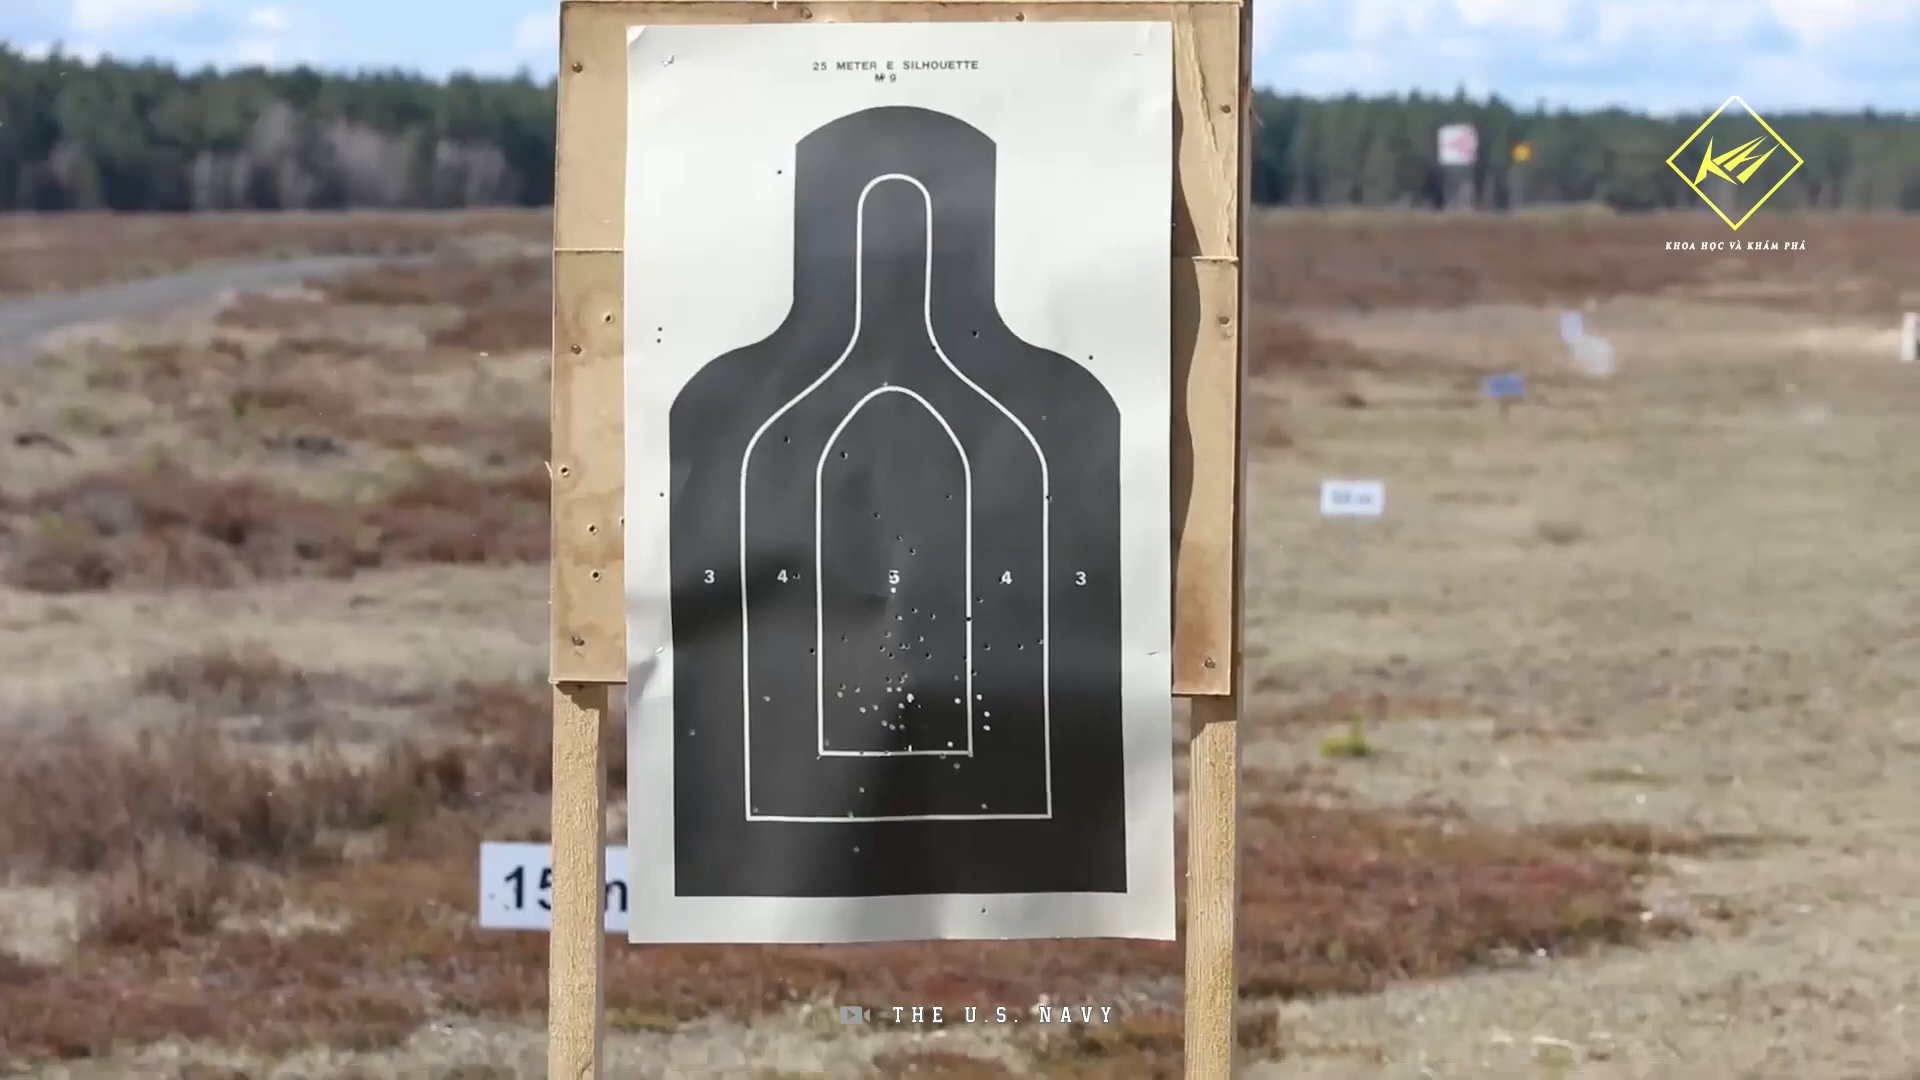 25 METER E SILHOUETTE
M 9
KHOA HỌC VÀ KHÁM PHÁ
3 4 5 4 3
15 m
THE U.S. NAVY